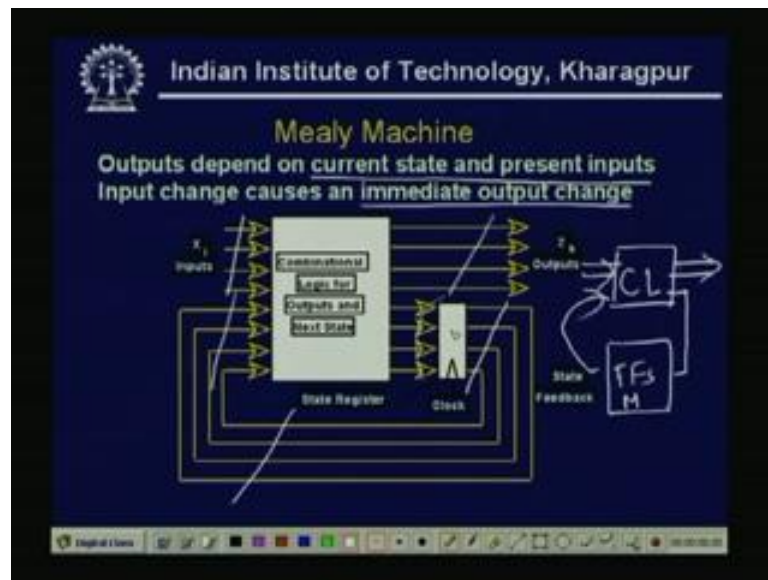 Indian Institute of Technology, Kharagpur
Mealy Machine
Outputs depend on current state and present inputs
Input change causes an immediate output change
X i
Inputs
Combinational
Logic for
Outputs and
Next State
Z k
Outputs
CL
State Register
Clock
State
Feedback
FFs
M